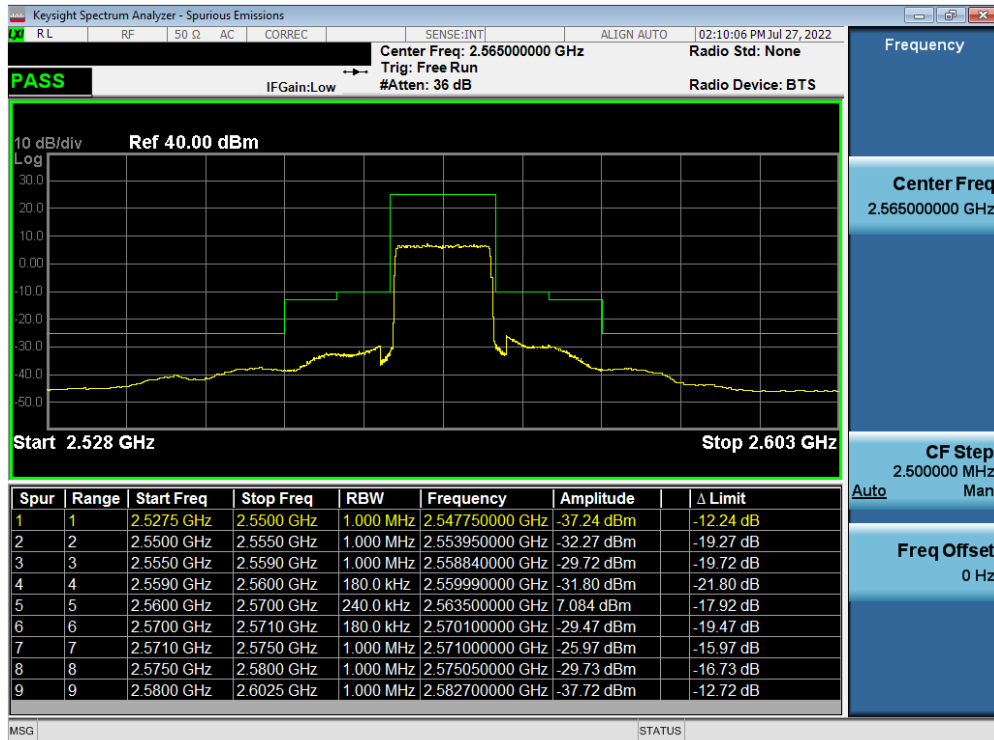 Keysight Spectrum Analyzer - Spurious Emissions
LXI RL RF 50 Ω AC CORREC SENSE:INT ALIGN AUTO 02:10:06 PM Jul 27, 2022
Center Freq: 2.565000000 GHz Radio Std: None
Trig: Free Run
PASS IFGain:Low #Atten: 36 dB Radio Device: BTS
10 dB/div Ref 40.00 dBm
Log
30.0
20.0
10.0
0.00
-10.0
-20.0
-30.0
-40.0
-50.0
Start 2.528 GHz Stop 2.603 GHz
Spur Range Start Freq Stop Freq RBW Frequency Amplitude Δ Limit
1 1 2.5275 GHz 2.5500 GHz 1.000 MHz 2.547750000 GHz -37.24 dBm -12.24 dB
2 2 2.5500 GHz 2.5550 GHz 1.000 MHz 2.553950000 GHz -32.27 dBm -19.27 dB
3 3 2.5550 GHz 2.5590 GHz 1.000 MHz 2.558840000 GHz -29.72 dBm -19.72 dB
4 4 2.5590 GHz 2.5600 GHz 180.0 kHz 2.559990000 GHz -31.80 dBm -21.80 dB
5 5 2.5600 GHz 2.5700 GHz 240.0 kHz 2.563500000 GHz 7.084 dBm -17.92 dB
6 6 2.5700 GHz 2.5710 GHz 180.0 kHz 2.570100000 GHz -29.47 dBm -19.47 dB
7 7 2.5710 GHz 2.5750 GHz 1.000 MHz 2.571000000 GHz -25.97 dBm -15.97 dB
8 8 2.5750 GHz 2.5800 GHz 1.000 MHz 2.575050000 GHz -29.73 dBm -16.73 dB
9 9 2.5800 GHz 2.6025 GHz 1.000 MHz 2.582700000 GHz -37.72 dBm -12.72 dB
MSG STATUS
Frequency
Center Freq
2.565000000 GHz
CF Step
2.500000 MHz
Auto Man
Freq Offset
0 Hz